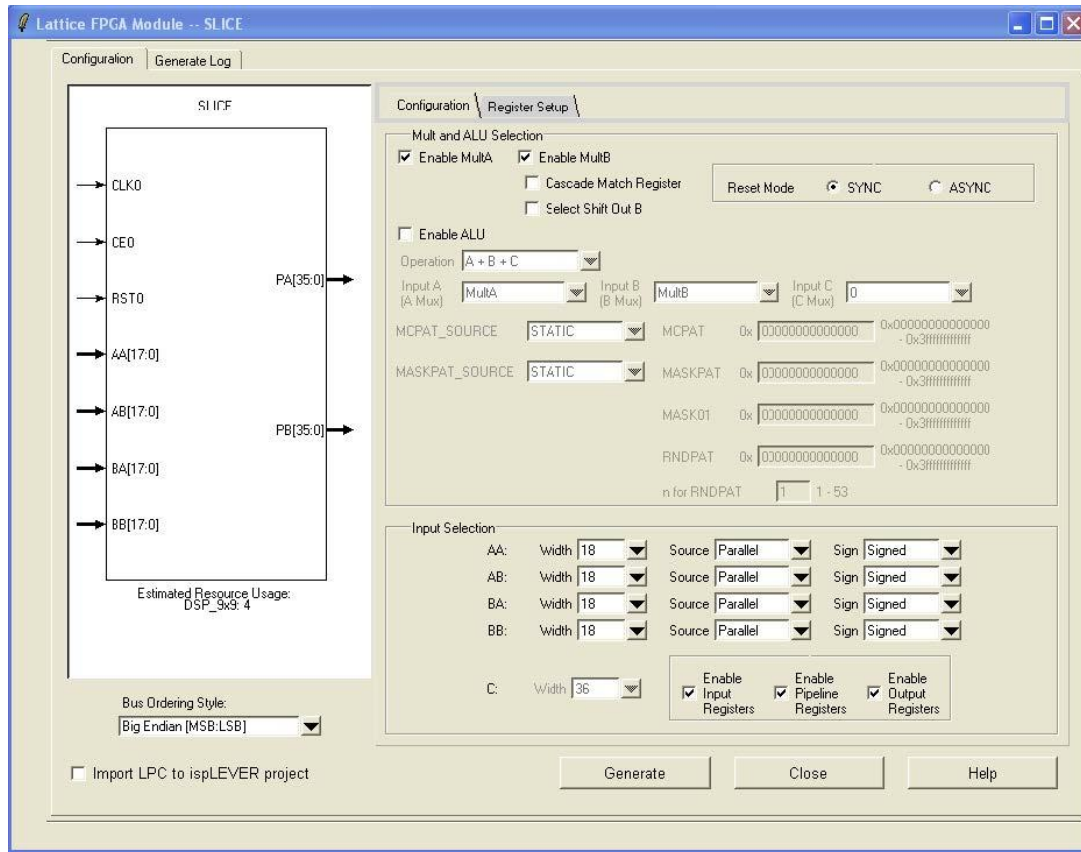 Lattice FPGA Module -- SLICE
Configuration Generate Log
SLICE
CLK0
CE0
RST0
AA[17:0]
AB[17:0]
BA[17:0]
BB[17:0]
PA[35:0]
PB[35:0]
Estimated Resource Usage:
DSP_9x9: 4
Bus Ordering Style:
Big Endian [MSB:LSB]
Import LPC to ispLEVER project
Configuration Register Setup
Mult and ALU Selection
Enable MultA Enable MultB
Cascade Match Register
Select Shift Out B
Reset Mode SYNC ASYNC
Enable ALU
Operation A + B + C
Input A (A Mux) MultA Input B (B Mux) MultB Input C (C Mux) 0
MCPAT_SOURCE STATIC MCPAT 0x 00000000000000 0x00000000000000
- 0x3fffffffffffff
MASKPAT_SOURCE STATIC MASKPAT 0x 00000000000000 0x00000000000000
- 0x3fffffffffffff
MASK01 0x 00000000000000 0x00000000000000
- 0x3fffffffffffff
RNDPAT 0x 00000000000000 0x00000000000000
- 0x3fffffffffffff
n for RNDPAT 1 1 - 53
Input Selection
AA: Width 18 Source Parallel Sign Signed
AB: Width 18 Source Parallel Sign Signed
BA: Width 18 Source Parallel Sign Signed
BB: Width 18 Source Parallel Sign Signed
C: Width 36
Enable Input Registers
Enable Pipeline Registers
Enable Output Registers
Generate Close Help